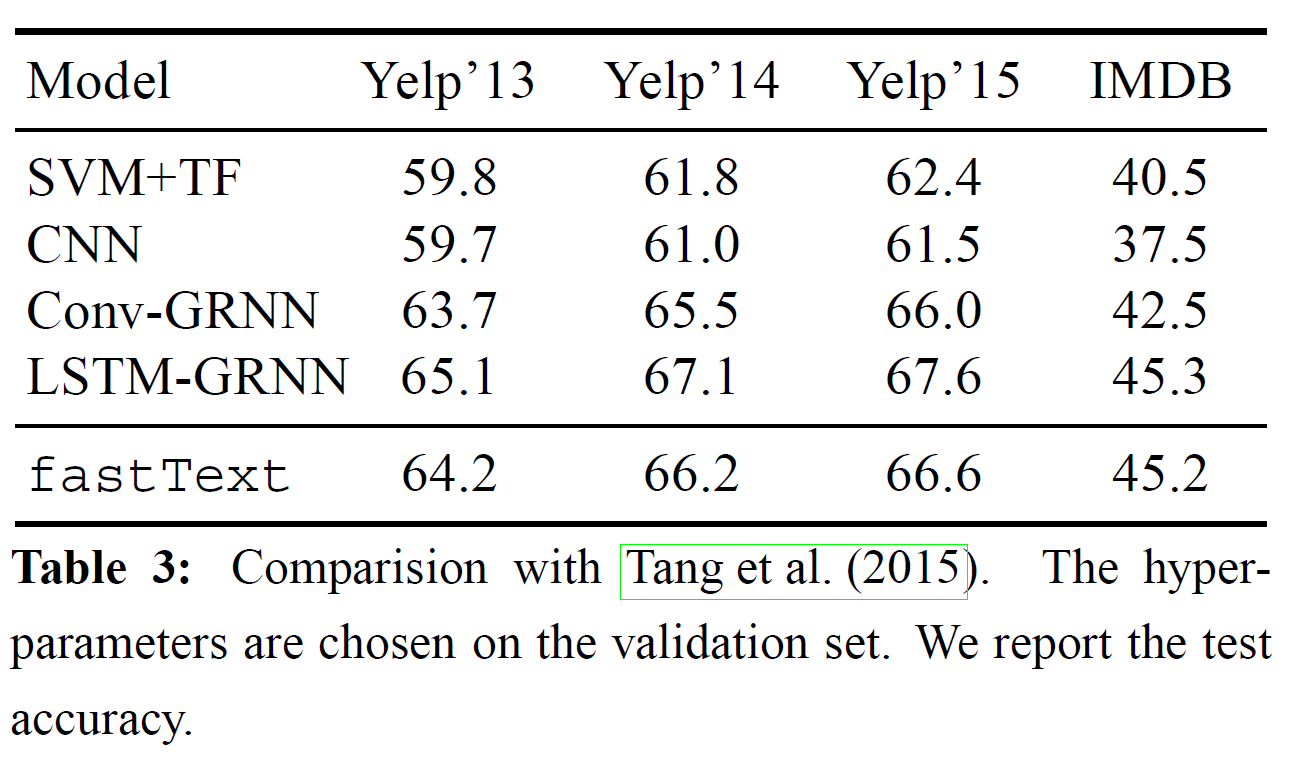 Model Yelp’13 Yelp’14 Yelp’15 IMDB
SVM+TF 59.8 61.8 62.4 40.5
CNN 59.7 61.0 61.5 37.5
Conv-GRNN 63.7 65.5 66.0 42.5
LSTM-GRNN 65.1 67.1 67.6 45.3
fastText 64.2 66.2 66.6 45.2
Table 3: Comparision with Tang et al. (2015). The hyper-
parameters are chosen on the validation set. We report the test
accuracy.